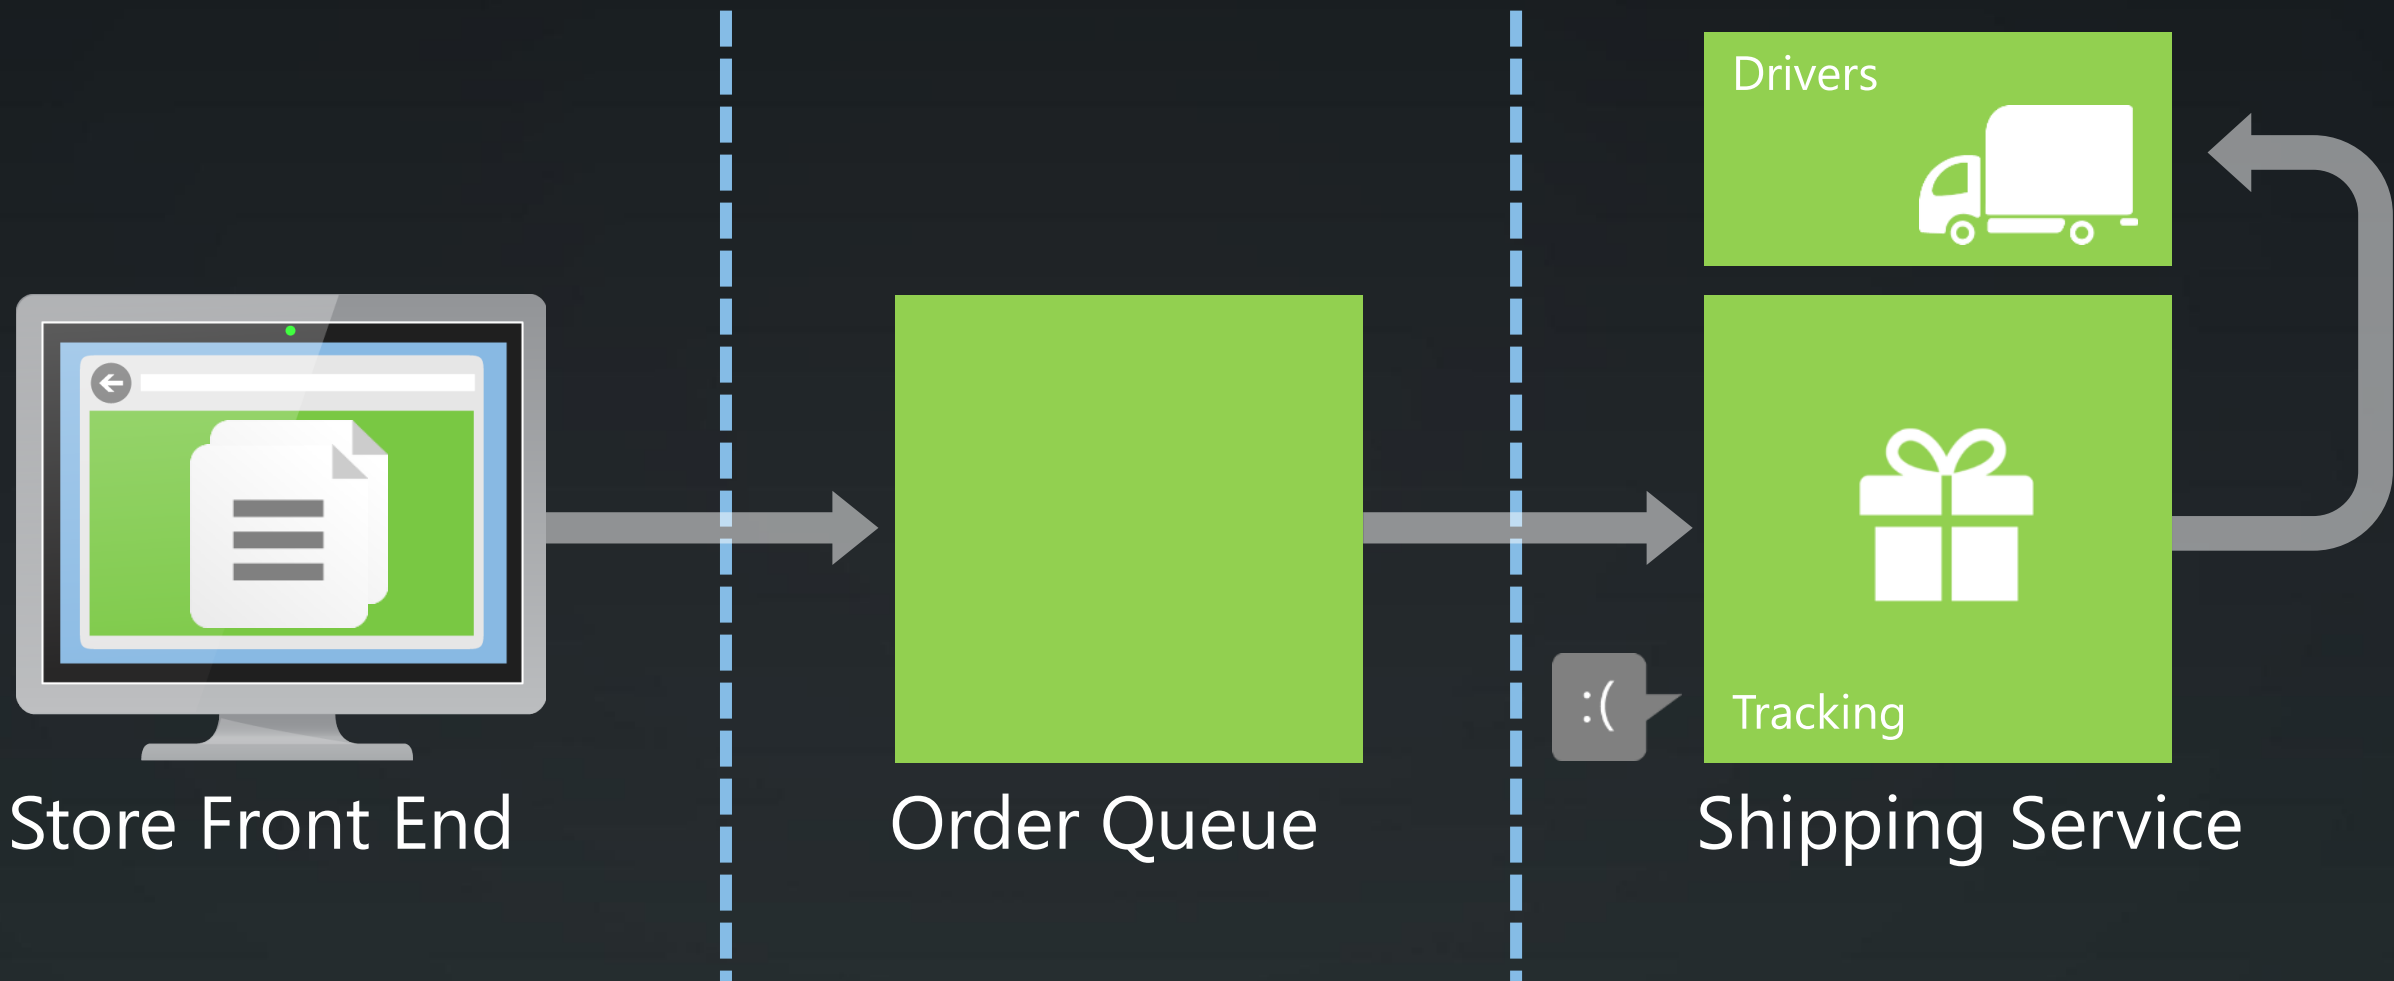 Drivers
:(
Tracking
Store Front End
Order Queue
Shipping Service